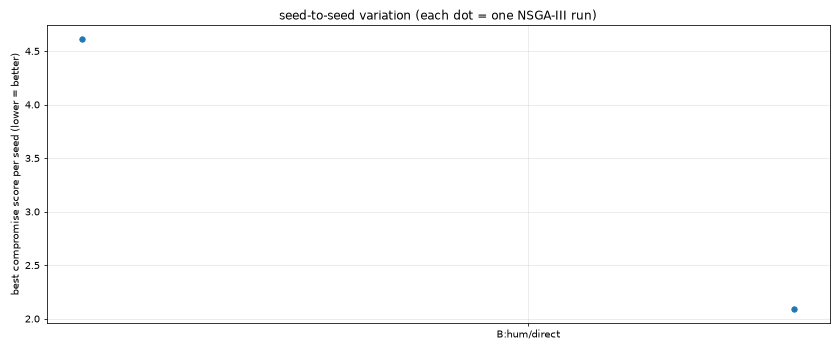 seed-to-seed variation (each dot = one NSGA-III run)
best compromise score per seed (lower = better)
4.5
4.0
3.5
3.0
2.5
2.0
B:hum/direct